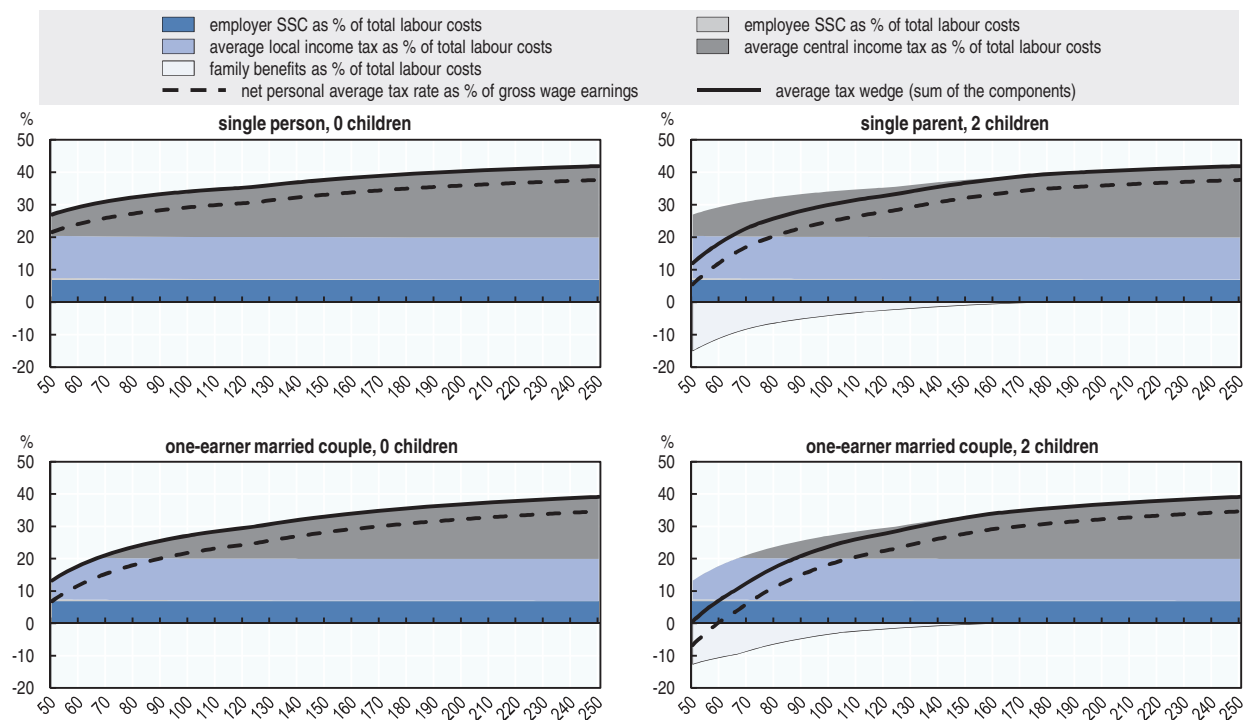 employer SSC as % of total labour costs
employee SSC as % of total labour costs
average local income tax as % of total labour costs
average central income tax as % of total labour costs
family benefits as % of total labour costs
net personal average tax rate as % of gross wage earnings
average tax wedge (sum of the components)
%
single person, 0 children
50
40
30
20
10
0
-10
-20
50 60 70 80 90 100 110 120 130 140 150 160 170 180 190 200 210 220 230 240 250
%
single parent, 2 children
50
40
30
20
10
0
-10
-20
50 60 70 80 90 100 110 120 130 140 150 160 170 180 190 200 210 220 230 240 250
%
one-earner married couple, 0 children
50
40
30
20
10
0
-10
-20
50 60 70 80 90 100 110 120 130 140 150 160 170 180 190 200 210 220 230 240 250
%
one-earner married couple, 2 children
50
40
30
20
10
0
-10
-20
50 60 70 80 90 100 110 120 130 140 150 160 170 180 190 200 210 220 230 240 250